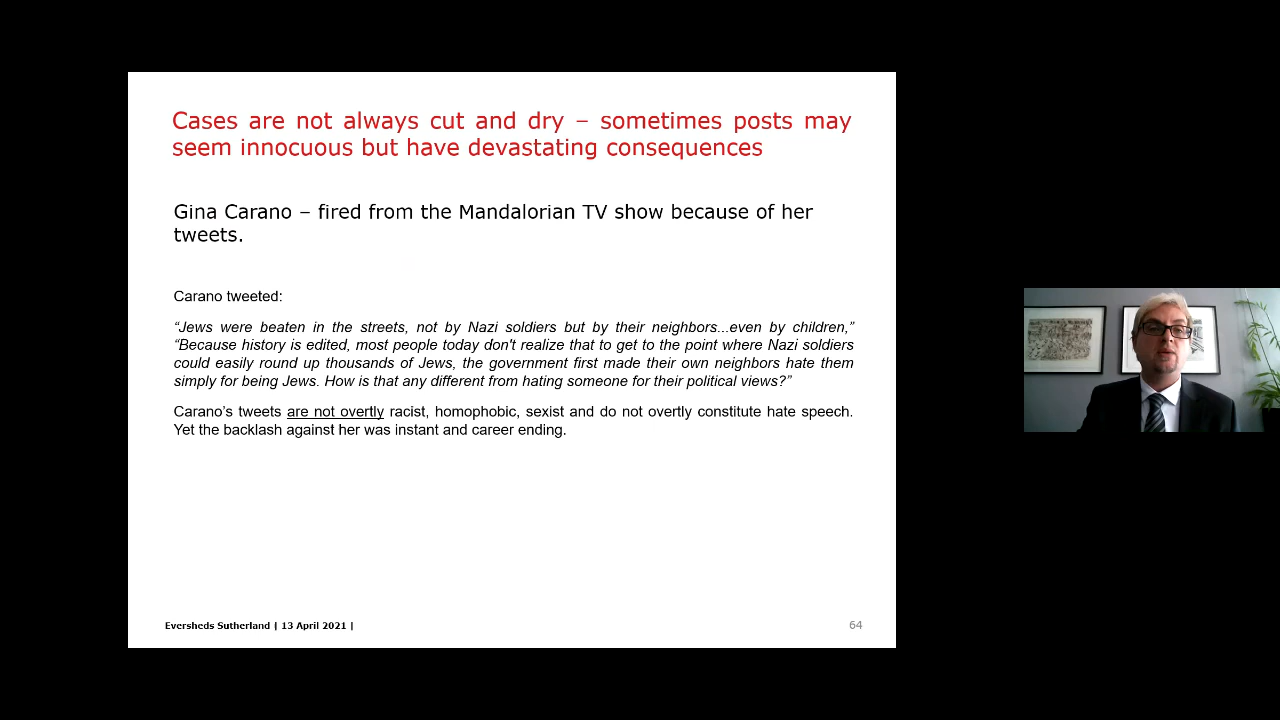 Cases are not always cut and dry – sometimes posts may
seem innocuous but have devastating consequences
Gina Carano – fired from the Mandalorian TV show because of her
tweets.
Carano tweeted:
“Jews were beaten in the streets, not by Nazi soldiers but by their neighbors...even by children,”
“Because history is edited, most people today don't realize that to get to the point where Nazi soldiers
could easily round up thousands of Jews, the government first made their own neighbors hate them
simply for being Jews. How is that any different from hating someone for their political views?”
Carano’s tweets are not overtly racist, homophobic, sexist and do not overtly constitute hate speech.
Yet the backlash against her was instant and career ending.
Eversheds Sutherland | 13 April 2021 |
64